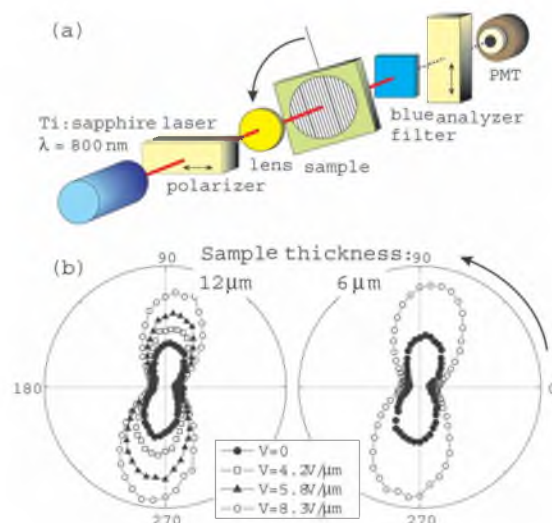 (a)
PMT
Ti:sapphire laser
λ = 800 nm
polarizer
lens
sample
blue
filter
analyzer
(b)
Sample thickness:
12μm
6μm
90
90
180
0
270
270
V=0
V=4.2V/μm
V=5.8V/μm
V=8.3V/μm